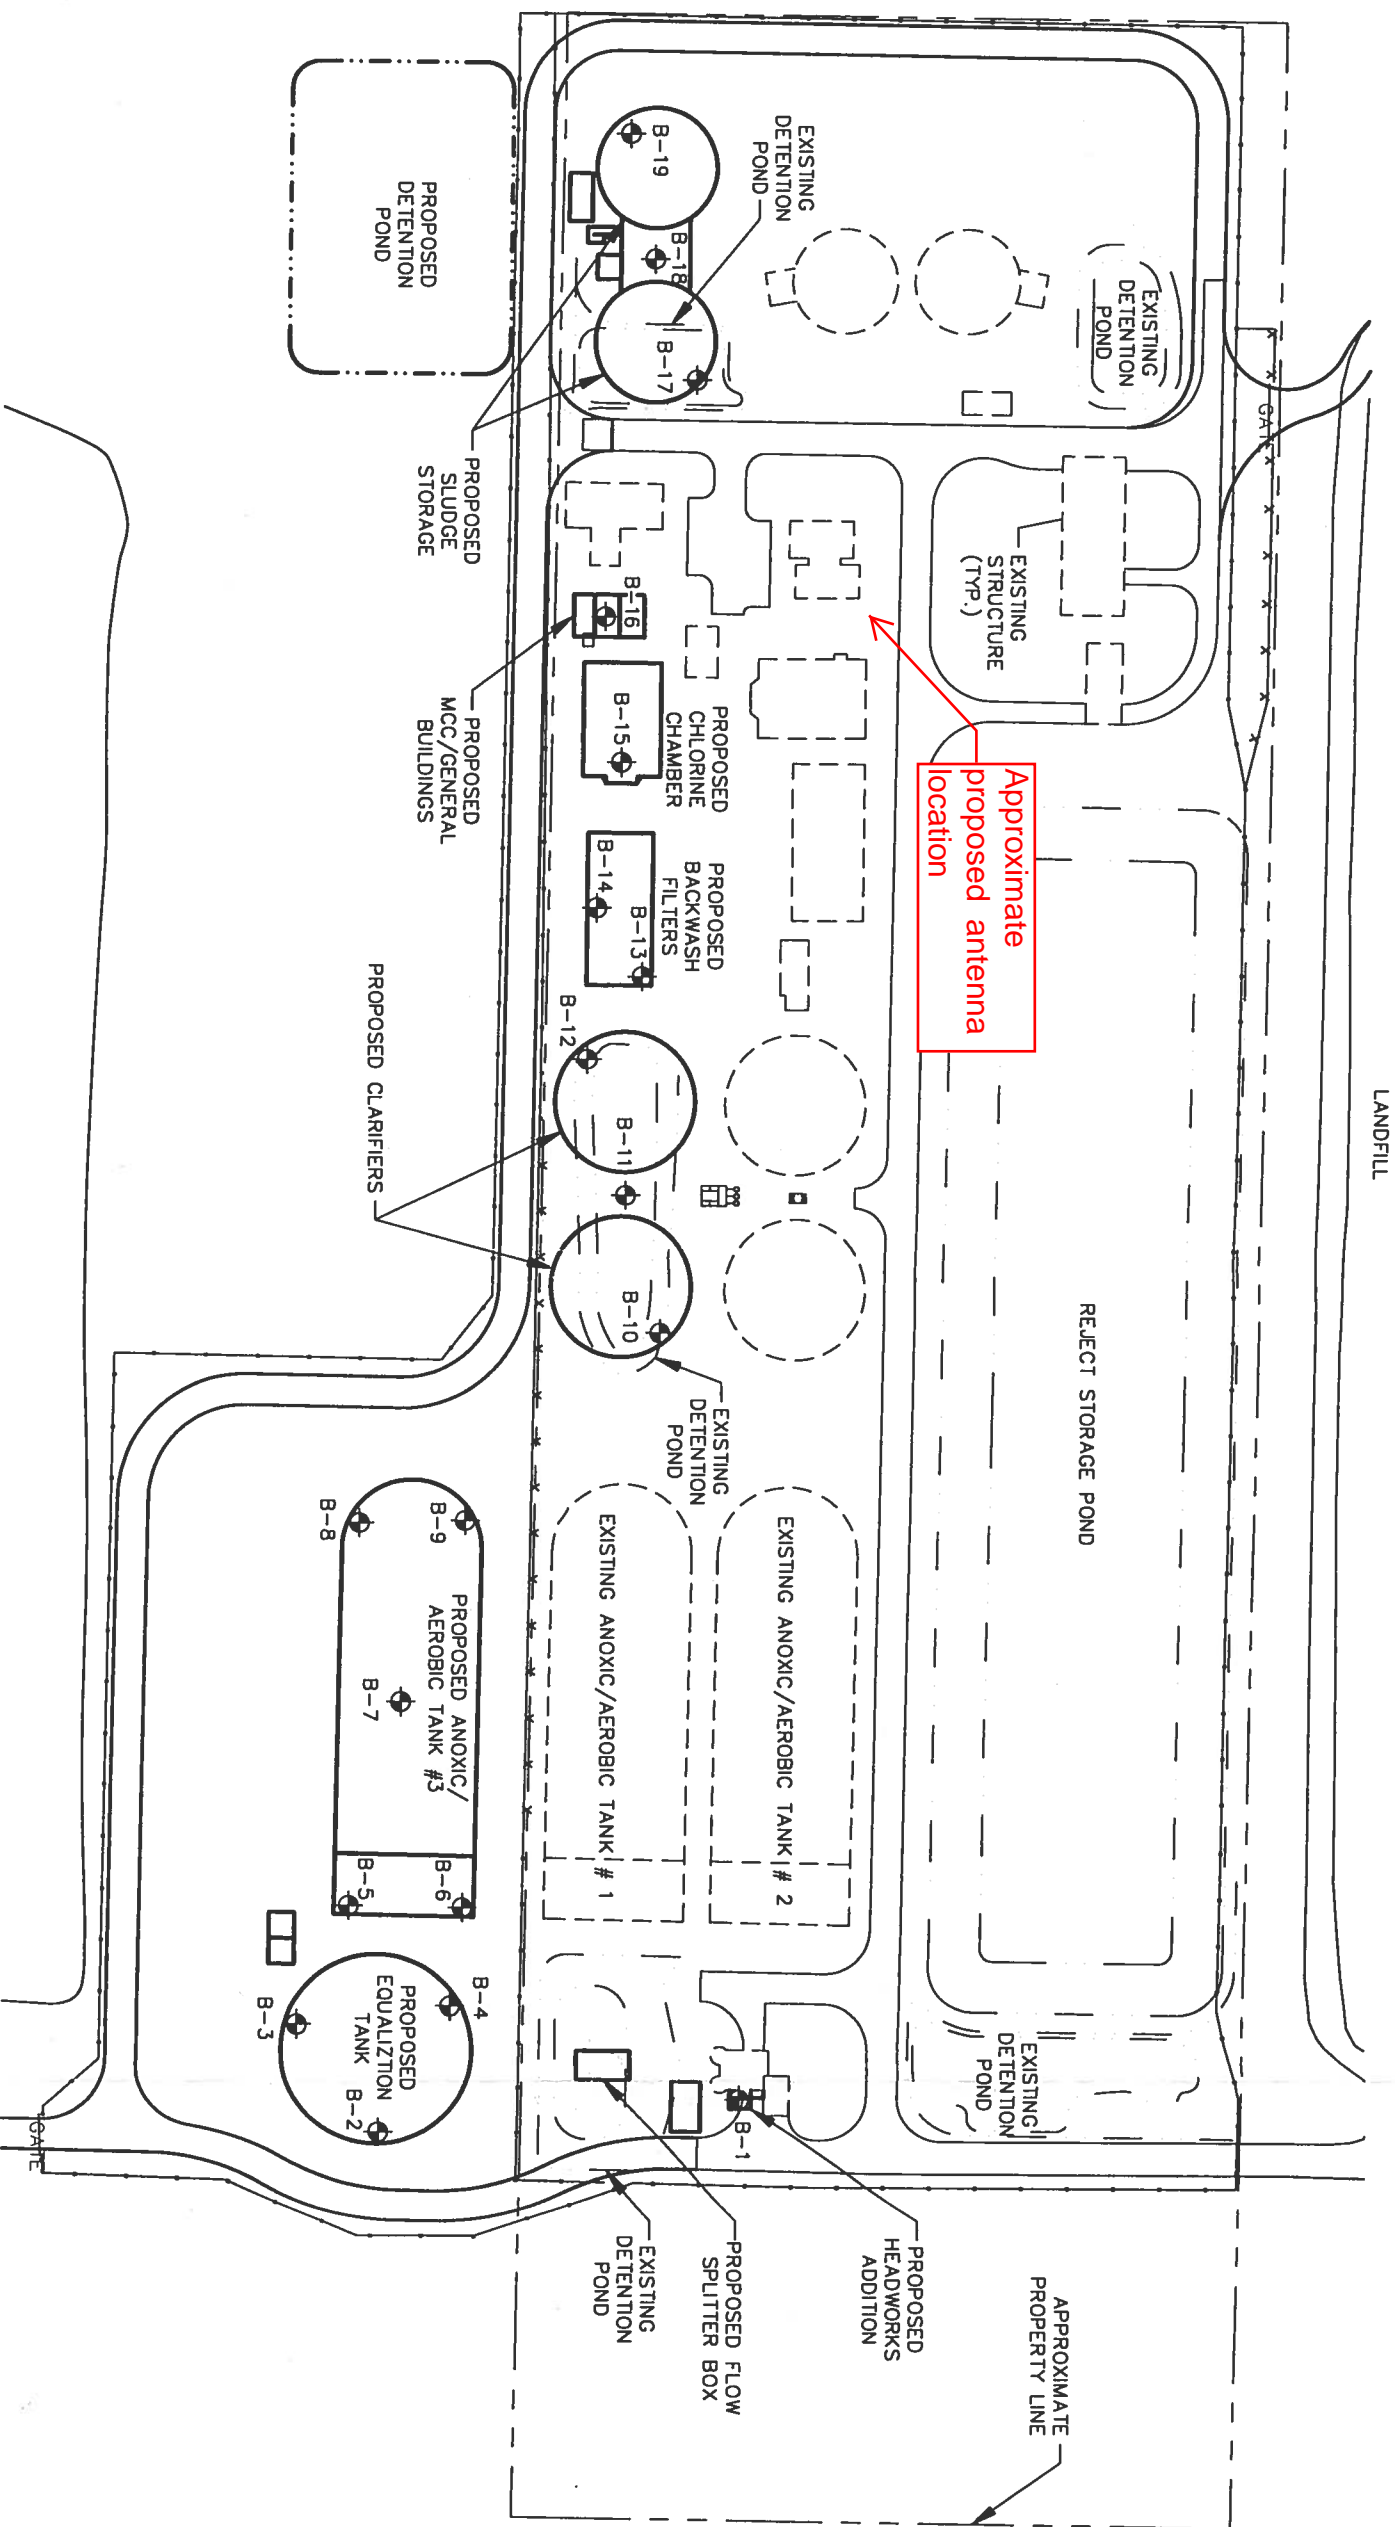 LANDFILL
GATE
EXISTING
DETENTION
POND
EXISTING
DETENTION
POND
B-19
B-18
B-17
PROPOSED
DETENTION
POND
PROPOSED
SLUDGE
STORAGE
EXISTING
STRUCTURE
(TYP.)
Approximate
proposed antenna
location
B-16
PROPOSED
MCC/GENERAL
BUILDINGS
PROPOSED
CHLORINE
CHAMBER
B-15
PROPOSED
BACKWASH
FILTERS
B-14
B-13
B-12
B-11
B-10
PROPOSED CLARIFIERS
EXISTING
DETENTION
POND
REJECT STORAGE POND
EXISTING ANOXIC/AEROBIC TANK # 2
EXISTING ANOXIC/AEROBIC TANK # 1
B-9
B-8
PROPOSED ANOXIC/
AEROBIC TANK #3
B-7
B-6
B-5
B-4
B-3
PROPOSED
EQUALIZTION
TANK
B-2
B-1
EXISTING
DETENTION
POND
PROPOSED
HEADWORKS
ADDITION
PROPOSED FLOW
SPLITTER BOX
EXISTING
DETENTION
POND
GATE
APPROXIMATE
PROPERTY LINE